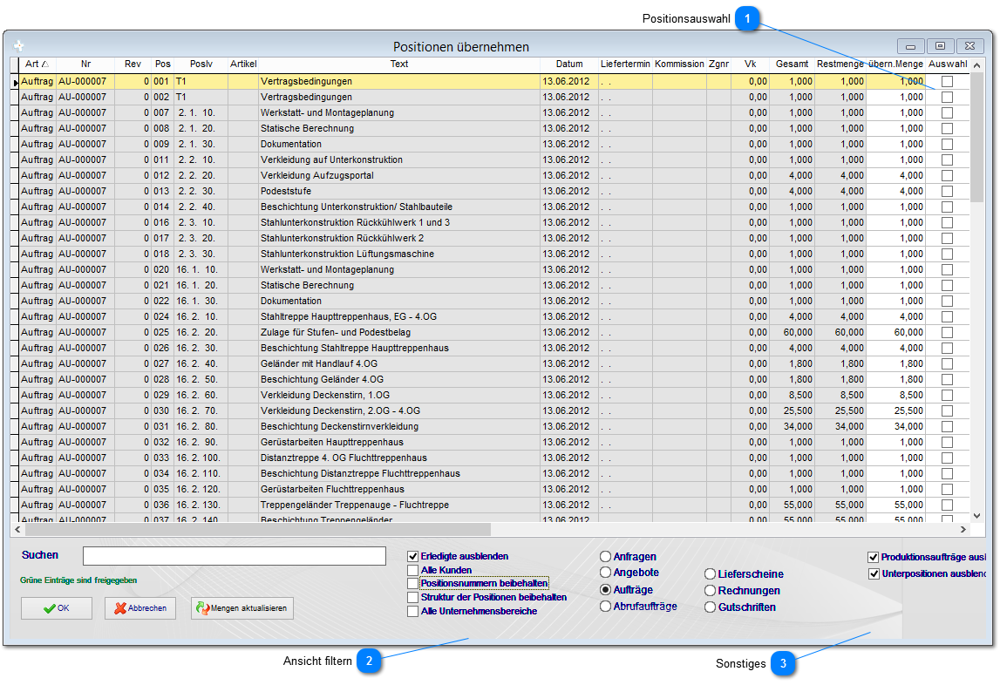 Positionsauswahl 1
Positionen übernehmen
Art Nr Rev Pos Poslv Artikel Text Datum Liefertermin Kommission Zgnr Vk Gesamt Restmenge übern.Menge Auswahl
Auftrag AU-000007 0 001 T1 Vertragsbedingungen 13.06.2012 . . 0,00 1,000 1,000 1,000
Auftrag AU-000007 0 002 T1 Vertragsbedingungen 13.06.2012 . . 0,00 1,000 1,000 1,000
Auftrag AU-000007 0 007 2. 1. 10. Werkstatt- und Montageplanung 13.06.2012 . . 0,00 1,000 1,000 1,000
Auftrag AU-000007 0 008 2. 1. 20. Statische Berechnung 13.06.2012 . . 0,00 1,000 1,000 1,000
Auftrag AU-000007 0 009 2. 1. 30. Dokumentation 13.06.2012 . . 0,00 1,000 1,000 1,000
Auftrag AU-000007 0 011 2. 2. 10. Verkleidung auf Unterkonstruktion 13.06.2012 . . 0,00 1,000 1,000 1,000
Auftrag AU-000007 0 012 2. 2. 20. Verkleidung Aufzugsportal 13.06.2012 . . 0,00 4,000 4,000 4,000
Auftrag AU-000007 0 013 2. 2. 30. Podeststufe 13.06.2012 . . 0,00 4,000 4,000 4,000
Auftrag AU-000007 0 014 2. 2. 40. Beschichtung Unterkonstruktion/ Stahlbauteile 13.06.2012 . . 0,00 1,000 1,000 1,000
Auftrag AU-000007 0 016 2. 3. 10. Stahlunterkonstruktion Rückkühlwerk 1 und 3 13.06.2012 . . 0,00 1,000 1,000 1,000
Auftrag AU-000007 0 017 2. 3. 20. Stahlunterkonstruktion Rückkühlwerk 2 13.06.2012 . . 0,00 1,000 1,000 1,000
Auftrag AU-000007 0 018 2. 3. 30. Stahlunterkonstruktion Lüftungsmaschine 13.06.2012 . . 0,00 1,000 1,000 1,000
Auftrag AU-000007 0 020 16. 1. 10. Werkstatt- und Montageplanung 13.06.2012 . . 0,00 1,000 1,000 1,000
Auftrag AU-000007 0 021 16. 1. 20. Statische Berechnung 13.06.2012 . . 0,00 1,000 1,000 1,000
Auftrag AU-000007 0 022 16. 1. 30. Dokumentation 13.06.2012 . . 0,00 1,000 1,000 1,000
Auftrag AU-000007 0 024 16. 2. 10. Stahltreppe Haupttreppenhaus, EG - 4.OG 13.06.2012 . . 0,00 4,000 4,000 4,000
Auftrag AU-000007 0 025 16. 2. 20. Zulage für Stufen- und Podestbelag 13.06.2012 . . 0,00 60,000 60,000 60,000
Auftrag AU-000007 0 026 16. 2. 30. Beschichtung Stahltreppe Haupttreppenhaus 13.06.2012 . . 0,00 4,000 4,000 4,000
Auftrag AU-000007 0 027 16. 2. 40. Geländer mit Handlauf 4.OG 13.06.2012 . . 0,00 1,800 1,800 1,800
Auftrag AU-000007 0 028 16. 2. 50. Beschichtung Geländer 4.OG 13.06.2012 . . 0,00 1,800 1,800 1,800
Auftrag AU-000007 0 029 16. 2. 60. Verkleidung Deckenstirn, 1.OG 13.06.2012 . . 0,00 8,500 8,500 8,500
Auftrag AU-000007 0 030 16. 2. 70. Verkleidung Deckenstirn, 2.OG - 4.OG 13.06.2012 . . 0,00 25,500 25,500 25,500
Auftrag AU-000007 0 031 16. 2. 80. Beschichtung Deckenstirnverkleidung 13.06.2012 . . 0,00 34,000 34,000 34,000
Auftrag AU-000007 0 032 16. 2. 90. Gerüstarbeiten Haupttreppenhaus 13.06.2012 . . 0,00 1,000 1,000 1,000
Auftrag AU-000007 0 033 16. 2. 100. Distanztreppe 4. OG Fluchttreppenhaus 13.06.2012 . . 0,00 1,000 1,000 1,000
Auftrag AU-000007 0 034 16. 2. 110. Beschichtung Distanztreppe Fluchttreppenhaus 13.06.2012 . . 0,00 1,000 1,000 1,000
Auftrag AU-000007 0 035 16. 2. 120. Gerüstarbeiten Fluchttreppenhaus 13.06.2012 . . 0,00 1,000 1,000 1,000
Auftrag AU-000007 0 036 16. 2. 130. Treppengeländer Treppenauge - Fluchtreppe 13.06.2012 . . 0,00 55,000 55,000 55,000
Auftrag AU-000007 0 037 16. 2. 140. Beschichtung Treppengeländer 13.06.2012 . . 0,00 55,000 55,000 55,000
Suchen
Grüne Einträge sind freigegeben
OK Abbrechen Mengen aktualisieren
Erledigte ausblenden
Alle Kunden
Positionsnummern beibehalten
Struktur der Positionen beibehalten
Alle Unternehmensbereiche
Anfragen
Angebote
Aufträge
Abrufaufträge
Lieferscheine
Rechnungen
Gutschriften
Produktionsaufträge ausl
Unterpositionen ausblend
Ansicht filtern 2
Sonstiges 3